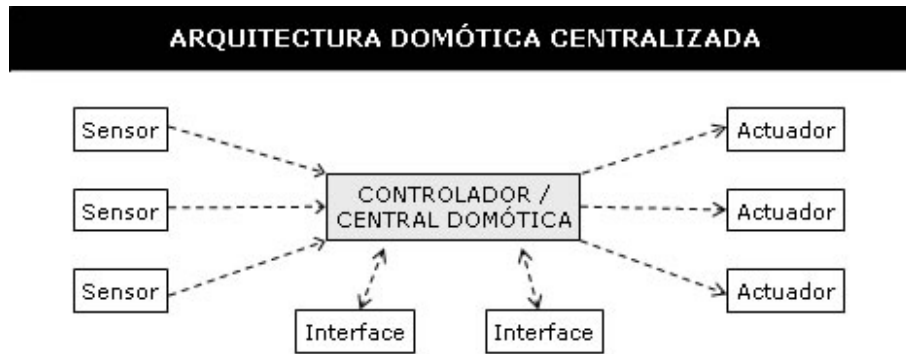 ARQUITECTURA DOMÓTICA CENTRALIZADA
Sensor
Actuador
CONTROLADOR /
CENTRAL DOMÓTICA
Sensor
Actuador
Sensor
Actuador
Interface
Interface